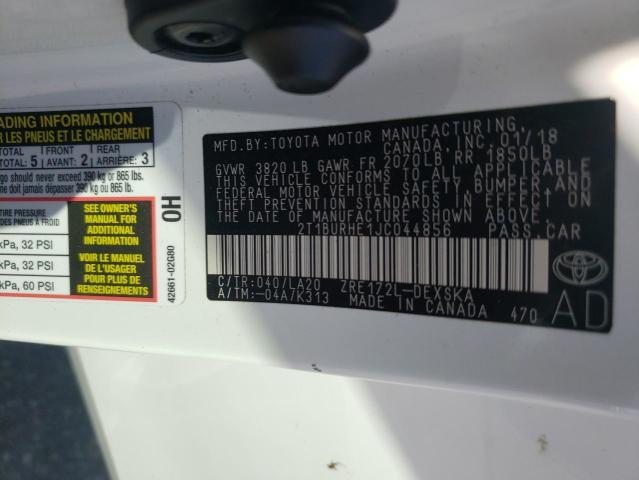 ADING INFORMATION
R LES PNEUS ET LE CHARGEMENT
TOTAL FRONT REAR
TOTAL: 5 AVANT: 2 ARRIÈRE: 3
go should never exceed 390 kg or 865 lbs.
ne doit jamais dépasser 390 kg ou 865 lb.
TIRE PRESSURE
kPa, 32 PSI
kPa, 32 PSI
kPa, 60 PSI
SEE OWNER'S
MANUAL FOR
ADDITIONAL
INFORMATION
VOIR LE MANUEL
DE L'USAGER
POUR PLUS DE
RENSEIGNEMENTS
HO
42661-02G80
MFD.BY:TOYOTA MOTOR MANUFACTURING,
CANADA, INC. 01/18
GVWR 3820LB GAWR FR 2070LB RR 1850LB
THIS VEHICLE CONFORMS TO ALL APPLICABLE
FEDERAL MOTOR VEHICLE SAFETY, BUMPER, AND
THEFT PREVENTION STANDARDS IN EFFECT ON
THE DATE OF MANUFACTURE SHOWN ABOVE.
2T1BURHE1JC044856 PASS.CAR
C/TR:040/LA20 ZRE172L-DEXSKA
A/TM:-04A/K313 MADE IN CANADA 470
TOYOTA
AD